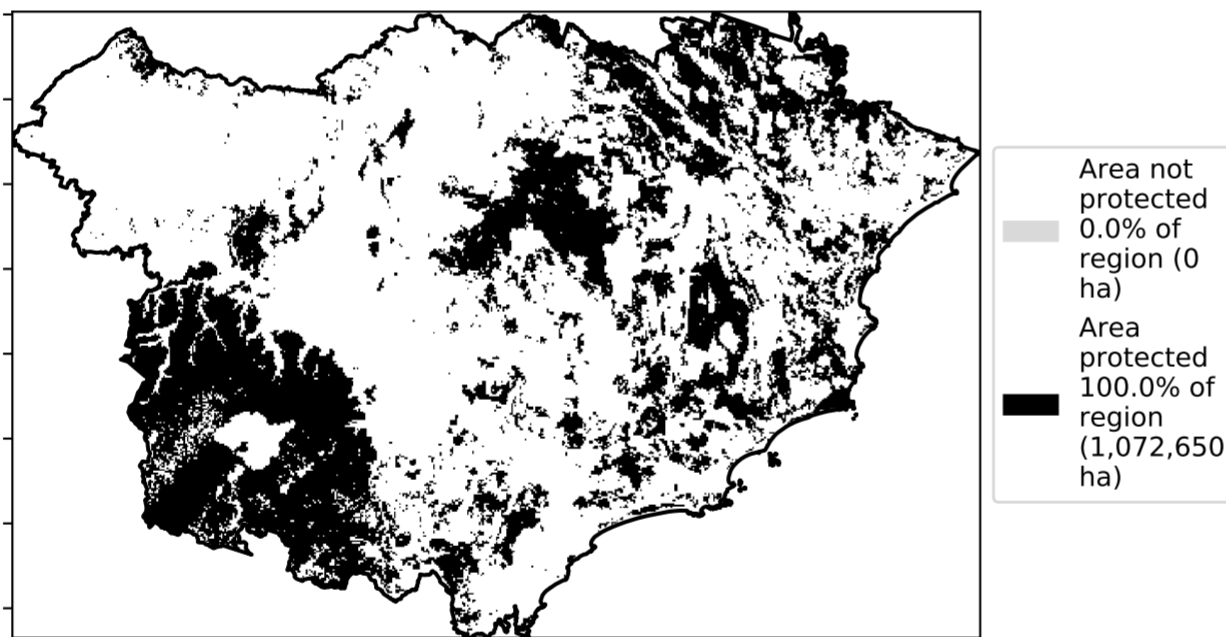 Area not
protected
0.0% of
region (0
ha)
Area
protected
100.0% of
region
(1,072,650
ha)